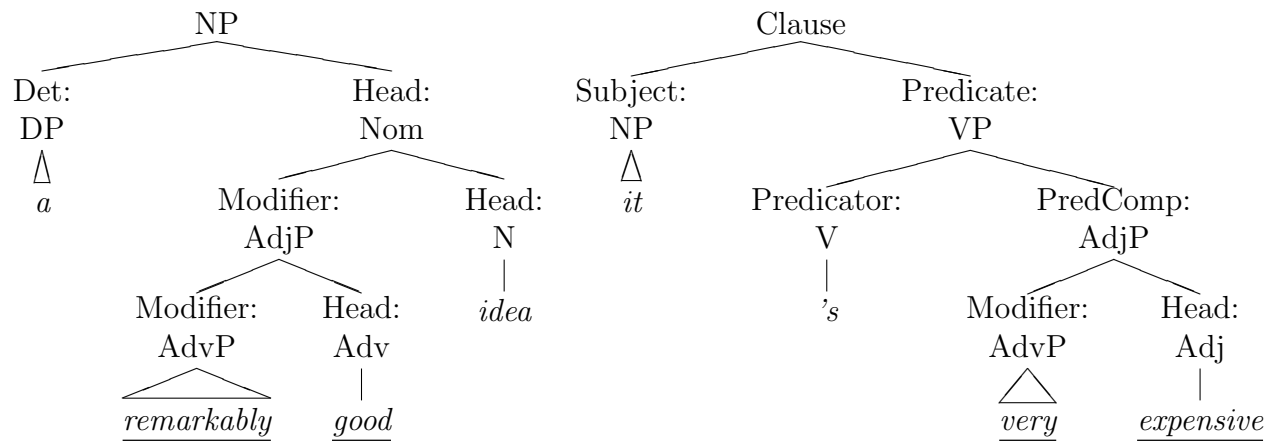 NP Clause
Det: Head: Subject: Predicate:
DP Nom NP VP
a Modifier: Head: it Predicator: PredComp:
AdjP N V AdjP
Modifier: Head: idea 's Modifier: Head:
AdvP Adv AdvP Adj
remarkably good very expensive